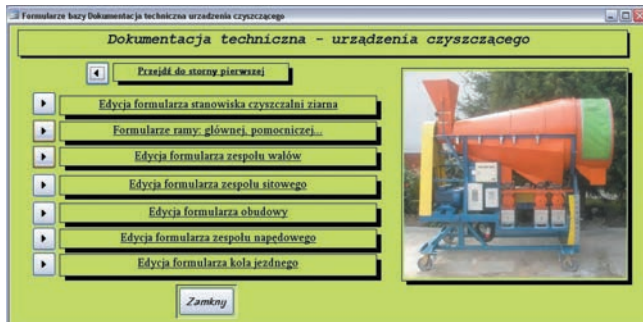 Formularze bazy Dokumentacja techniczna urzadzenia czyszczącego
Dokumentacja techniczna - urządzenia czyszczącego
Przejdź do storny pierwszej
Edycja formularza stanowiska czyszczalni ziarna
Formularze ramy: głównej, pomocniczej...
Edycja formularza zespołu wałów
Edycja formularza zespołu sitowego
Edycja formularza obudowy
Edycja formularza zespołu napędowego
Edycja formularza koła jezdnego
Zamknij